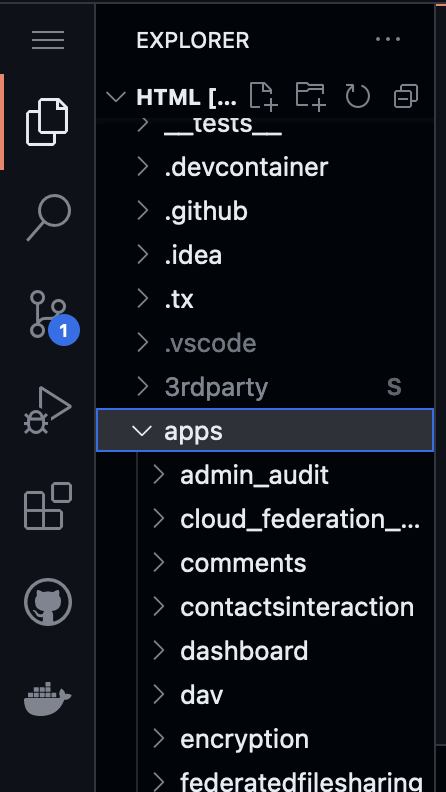 EXPLORER
HTML [...
__tests__
.devcontainer
.github
.idea
.tx
1
.vscode
3rdparty S
apps
admin_audit
cloud_federation_...
comments
contactsinteraction
dashboard
dav
encryption
federatedfilesharing